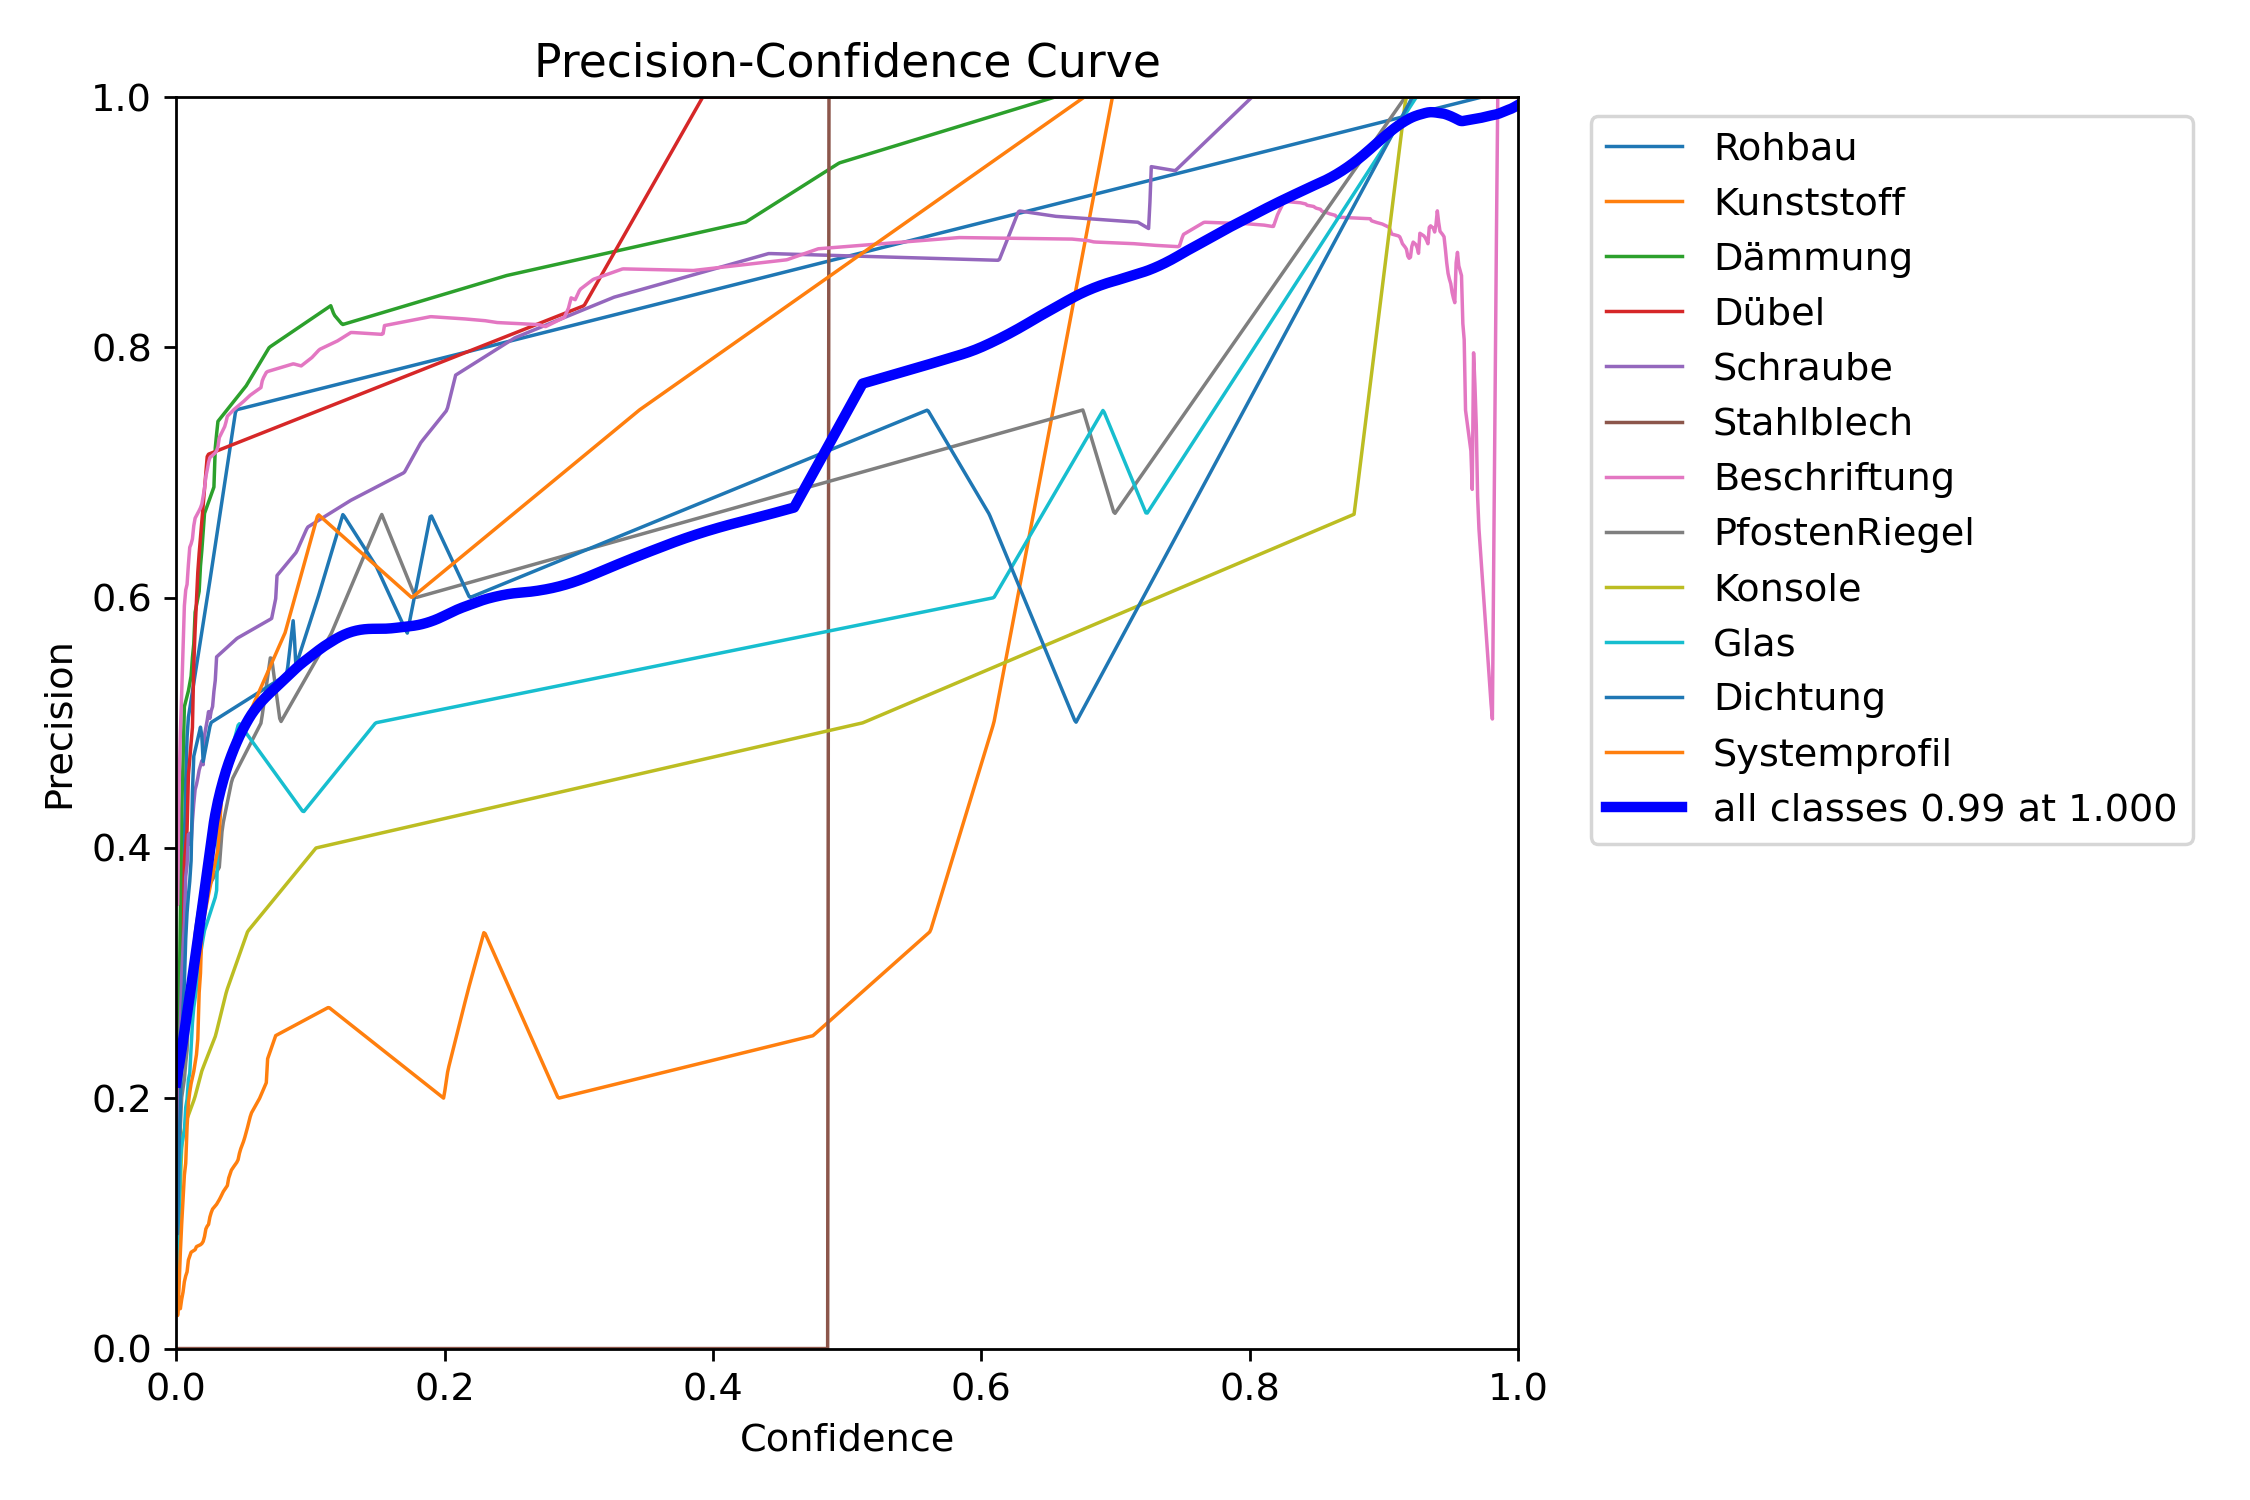 Precision-Confidence Curve
1.0
0.8
0.6
0.4
0.2
0.0
Precision
0.0 0.2 0.4 0.6 0.8 1.0
Confidence
Rohbau
Kunststoff
Dämmung
Dübel
Schraube
Stahlblech
Beschriftung
PfostenRiegel
Konsole
Glas
Dichtung
Systemprofil
all classes 0.99 at 1.000